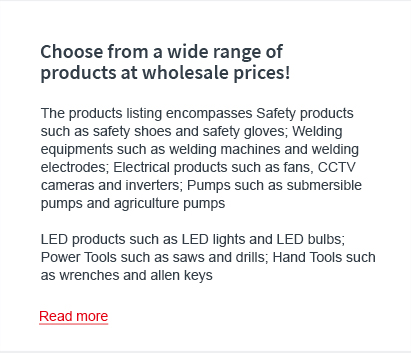 Choose from a wide range of
products at wholesale prices!
The products listing encompasses Safety products
such as safety shoes and safety gloves; Welding
equipments such as welding machines and welding
electrodes; Electrical products such as fans, CCTV
cameras and inverters; Pumps such as submersible
pumps and agriculture pumps
LED products such as LED lights and LED bulbs;
Power Tools such as saws and drills; Hand Tools such
as wrenches and allen keys
Read more